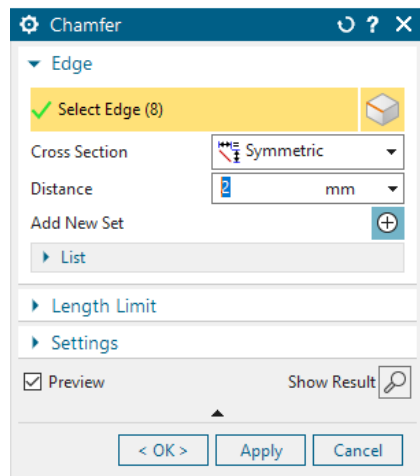 Chamfer ?
Edge
Select Edge (8)
Cross Section Symmetric
Distance 2 mm
Add New Set
List
Length Limit
Settings
Preview Show Result
< OK > Apply Cancel